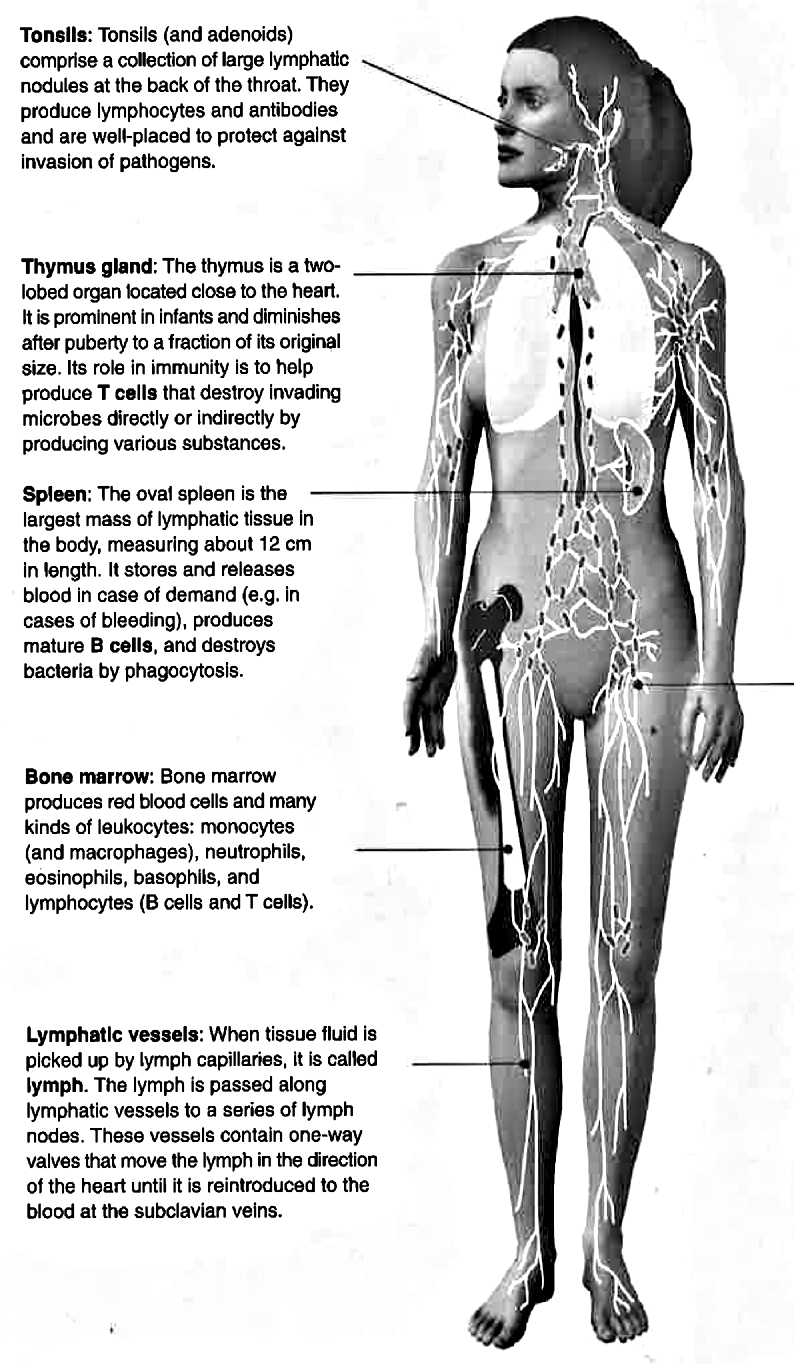 Tonsils: Tonsils (and adenoids)
comprise a collection of large lymphatic
nodules at the back of the throat. They
produce lymphocytes and antibodies
and are well-placed to protect against
invasion of pathogens.
Thymus gland: The thymus is a two-
lobed organ located close to the heart.
It is prominent in infants and diminishes
after puberty to a fraction of its original
size. Its role in immunity is to help
produce T cells that destroy invading
microbes directly or indirectly by
producing various substances.
Spleen: The oval spleen is the
largest mass of lymphatic tissue in
the body, measuring about 12 cm
in length. It stores and releases
blood in case of demand (e.g. in
cases of bleeding), produces
mature B cells, and destroys
bacteria by phagocytosis.
Bone marrow: Bone marrow
produces red blood cells and many
kinds of leukocytes: monocytes
(and macrophages), neutrophils,
eosinophils, basophils, and
lymphocytes (B cells and T cells).
Lymphatic vessels: When tissue fluid is
picked up by lymph capillaries, it is called
lymph. The lymph is passed along
lymphatic vessels to a series of lymph
nodes. These vessels contain one-way
valves that move the lymph in the direction
of the heart until it is reintroduced to the
blood at the subclavian veins.